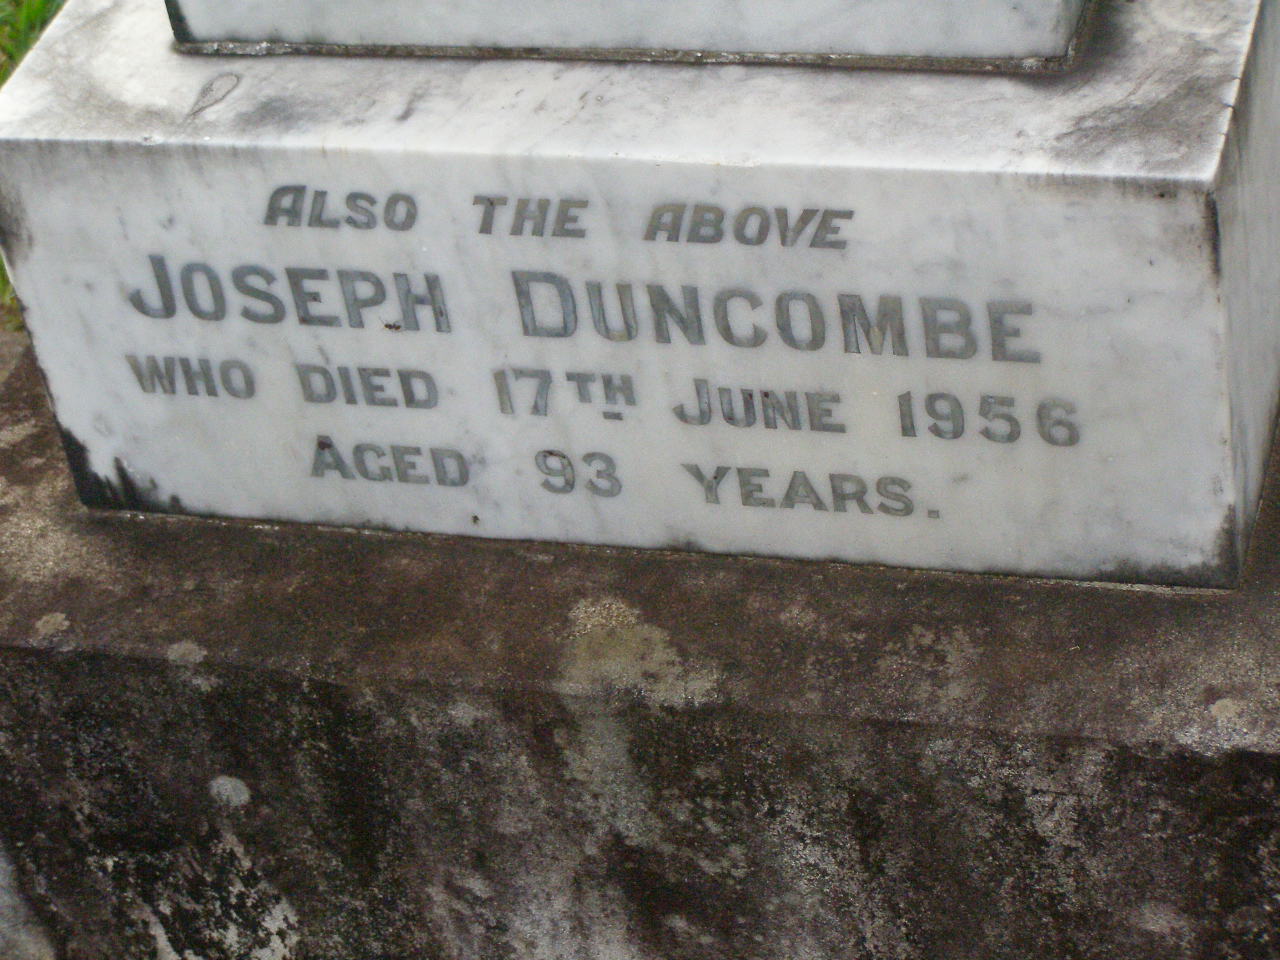 ALSO THE ABOVE
JOSEPH DUNCOMBE
WHO DIED 17TH JUNE 1956
AGED 93 YEARS.